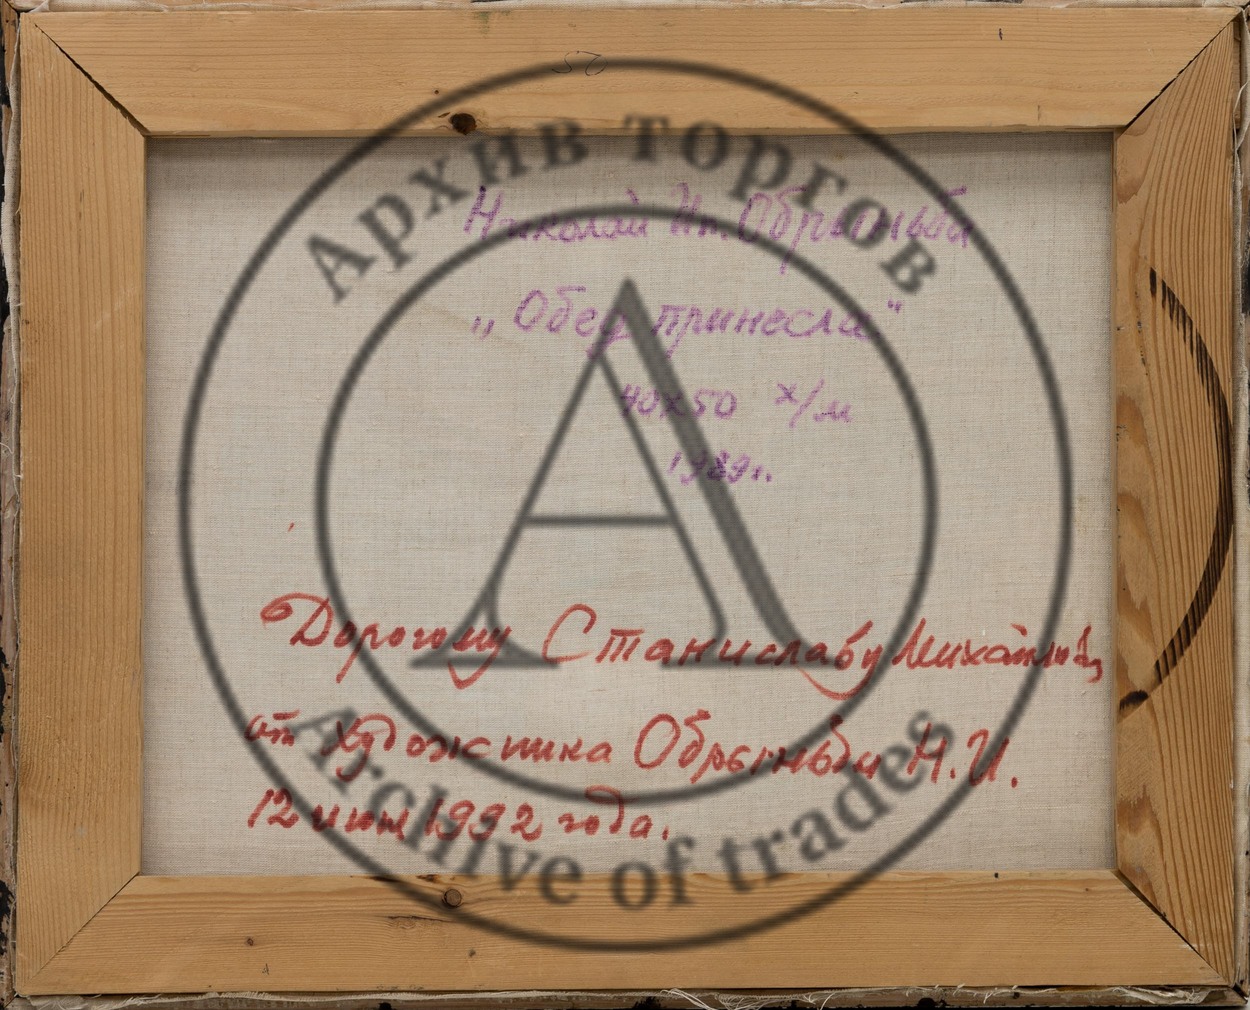 Архив торгов
Николай Иг. Обрыньба
„Обед принесла"
40х50 х/м
1989г.
Дорогому Станиславу Михайловичу
от художника Обрыньбы Н.И.
12 июня 1992 года.
Archive of trades